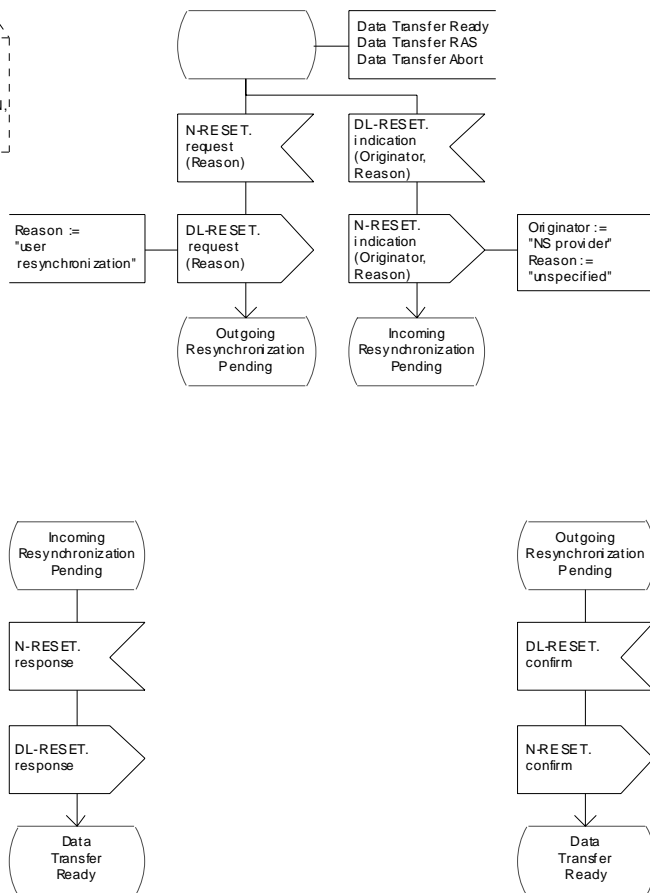 Data Transfer Ready
Data Transfer RAS
Data Transfer Abort
N-RESET.
request
(Reason)
DL-RESET.
indication
(Originator,
Reason)
Reason :=
"user
resynchronization"
DL-RESET.
request
(Reason)
N-RESET.
indication
(Originator,
Reason)
Originator :=
"NS provider"
Reason :=
"unspecified"
Outgoing
Resynchronization
Pending
Incoming
Resynchronization
Pending
Incoming
Resynchronization
Pending
Outgoing
Resynchronization
Pending
N-RESET.
response
DL-RESET.
confirm
DL-RESET.
response
N-RESET.
confirm
Data
Transfer
Ready
Data
Transfer
Ready